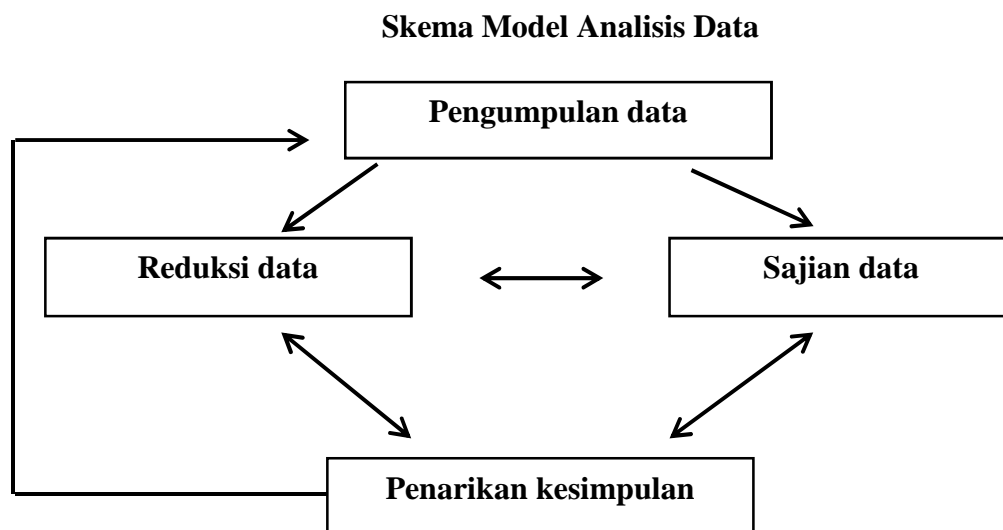 Skema Model Analisis Data
Pengumpulan data
Reduksi data
Sajian data
Penarikan kesimpulan